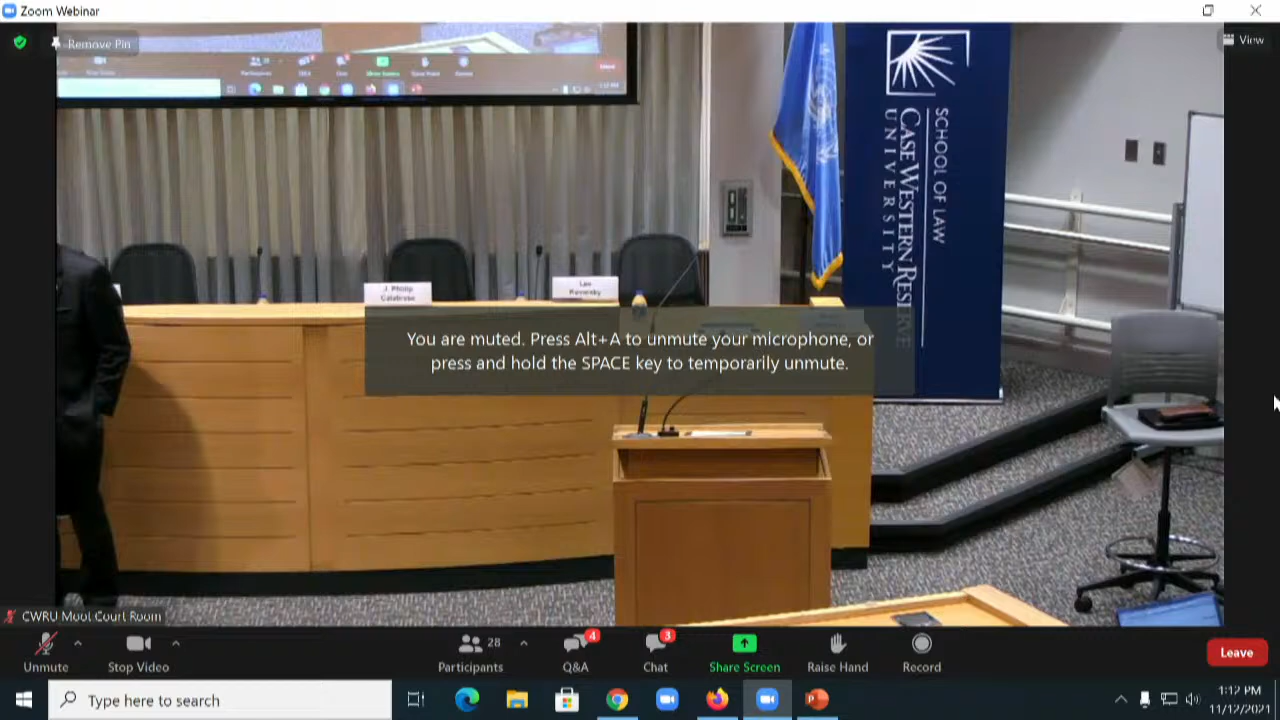 Zoom Webinar
Remove Pin
View
SCHOOL OF LAW
CASE WESTERN RESERVE
UNIVERSITY
J. Philip
Calabrese
Lee
You are muted. Press Alt+A to unmute your microphone, or
press and hold the SPACE key to temporarily unmute.
CWRU Moot Court Room
Unmute
Stop Video
28
Participants
4
Q&A
3
Chat
Share Screen
Raise Hand
Record
Leave
Type here to search
1:12 PM
11/12/2021